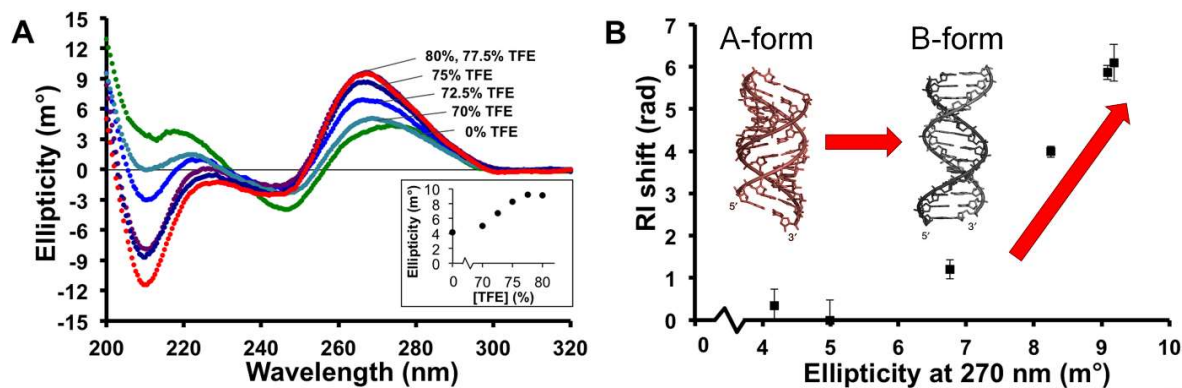 A
Ellipticity (m°)
15
12
9
6
3
0
-3
-6
-9
-12
-15
200 220 240 260 280 300 320
Wavelength (nm)
80%, 77.5% TFE
75% TFE
72.5% TFE
70% TFE
0% TFE
Ellipticity (m°)
10
8
6
4
2
0
0 70 75 80
[TFE] (%)
B
RI shift (rad)
7
6
5
4
3
2
1
0
0 4 5 6 7 8 9 10
Ellipticity at 270 nm (m°)
A-form B-form
5′ 3′ 5′ 3′